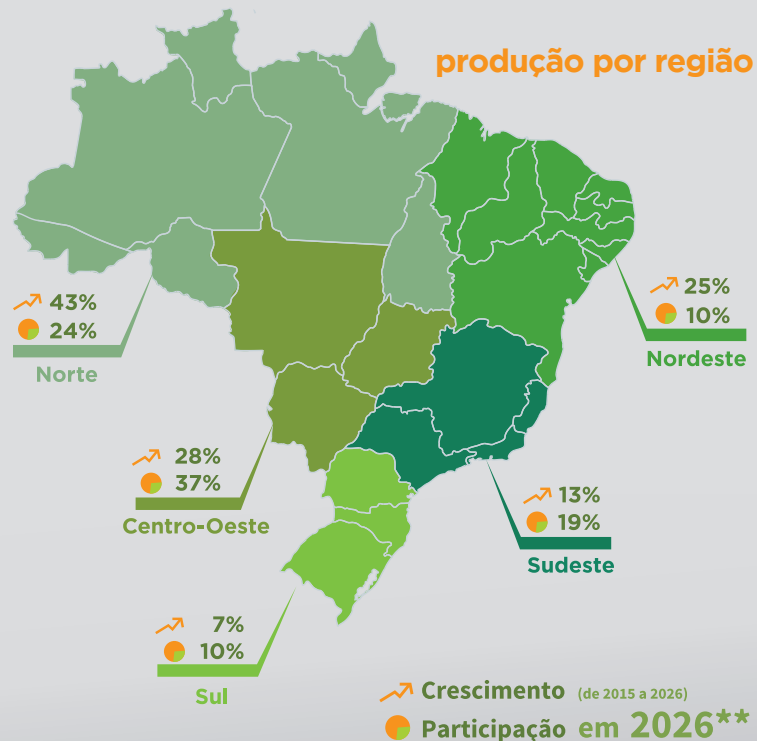 produção por região
43%
24%
Norte
25%
10%
Nordeste
28%
37%
Centro-Oeste
13%
19%
Sudeste
7%
10%
Sul
Crescimento (de 2015 a 2026)
Participação em 2026**